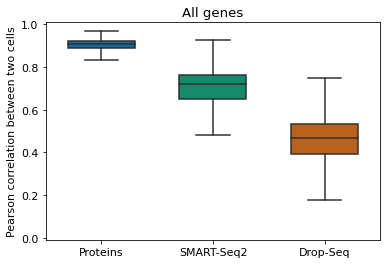 All genes
Pearson correlation between two cells
1.0
0.8
0.6
0.4
0.2
0.0
Proteins
SMART-Seq2
Drop-Seq